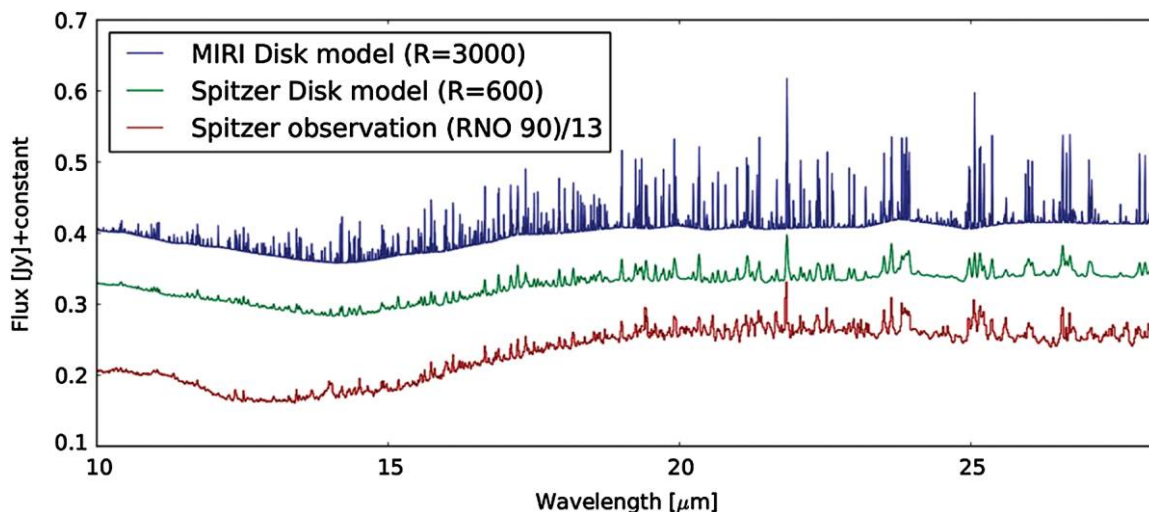 0.7
0.6
0.5
0.4
0.3
0.2
0.1
Flux [Jy]+constant
MIRI Disk model (R=3000)
Spitzer Disk model (R=600)
Spitzer observation (RNO 90)/13
10 15 20 25
Wavelength [μm]